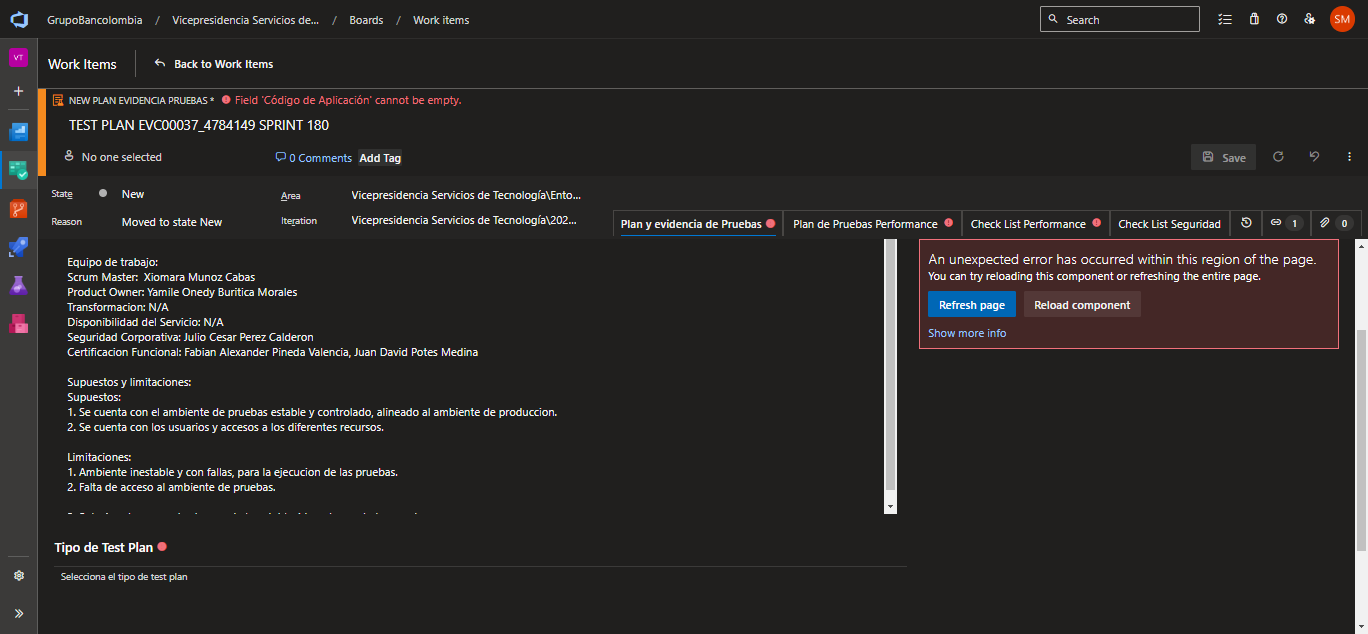 GrupoBancolombia / Vicepresidencia Servicios de... / Boards / Work items
Search
SM
VT
Work Items
Back to Work Items
NEW PLAN EVIDENCIA PRUEBAS * Field 'Código de Aplicación' cannot be empty.
TEST PLAN EVC00037_4784149 SPRINT 180
No one selected
0 Comments
Add Tag
Save
State
New
Area
Vicepresidencia Servicios de Tecnología\Ento...
Reason
Moved to state New
Iteration
Vicepresidencia Servicios de Tecnología\202...
Plan y evidencia de Pruebas
Plan de Pruebas Performance
Check List Performance
Check List Seguridad
1
0
Equipo de trabajo:
Scrum Master: Xiomara Munoz Cabas
Product Owner: Yamile Onedy Buritica Morales
Transformacion: N/A
Disponibilidad del Servicio: N/A
Seguridad Corporativa: Julio Cesar Perez Calderon
Certificacion Funcional: Fabian Alexander Pineda Valencia, Juan David Potes Medina
Supuestos y limitaciones:
Supuestos:
1. Se cuenta con el ambiente de pruebas estable y controlado, alineado al ambiente de produccion.
2. Se cuenta con los usuarios y accesos a los diferentes recursos.
Limitaciones:
1. Ambiente inestable y con fallas, para la ejecucion de las pruebas.
2. Falta de acceso al ambiente de pruebas.
Tipo de Test Plan
Selecciona el tipo de test plan
An unexpected error has occurred within this region of the page.
You can try reloading this component or refreshing the entire page.
Refresh page
Reload component
Show more info